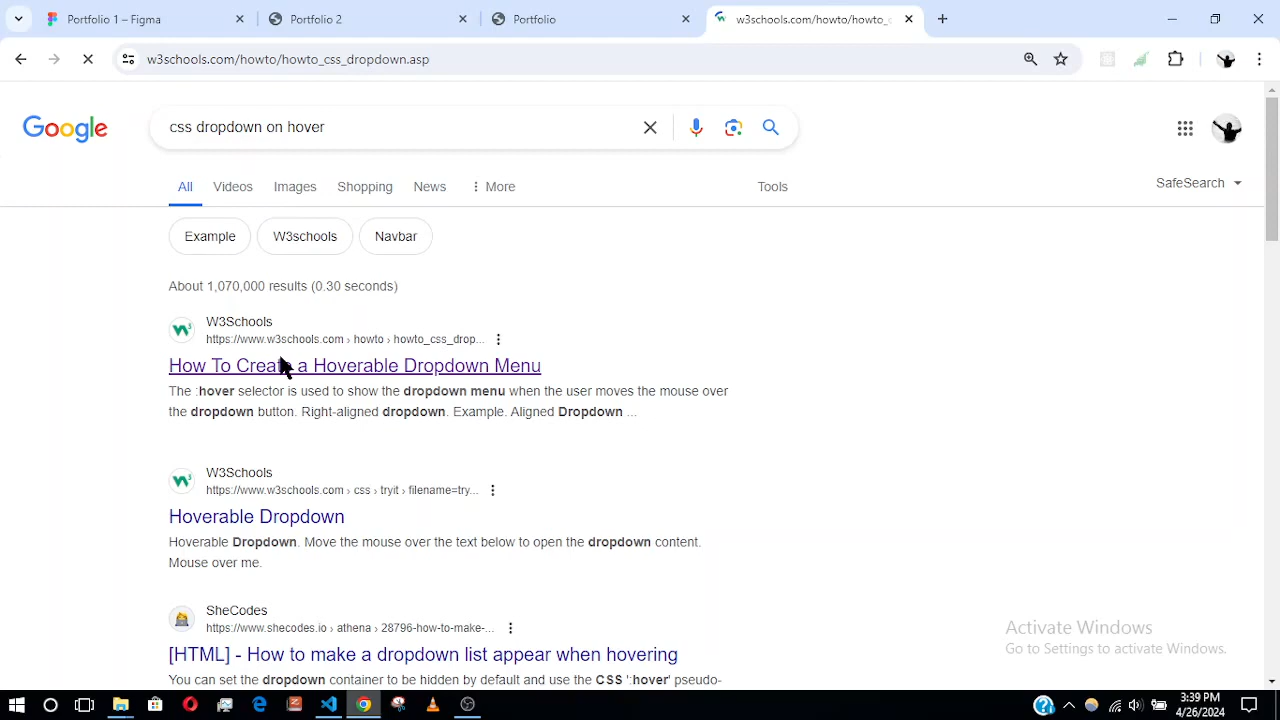 Portfolio 1 – Figma
Portfolio 2
Portfolio
w3schools.com/howto/howto_c
w3schools.com/howto/howto_css_dropdown.asp
Google
css dropdown on hover
All
Videos
Images
Shopping
News
More
Tools
SafeSearch
Example
W3schools
Navbar
About 1,070,000 results (0.30 seconds)
W3Schools
https://www.w3schools.com › howto › howto_css_drop...
How To Create a Hoverable Dropdown Menu
The :hover selector is used to show the dropdown menu when the user moves the mouse over
the dropdown button. Right-aligned dropdown. Example. Aligned Dropdown ...
W3Schools
https://www.w3schools.com › css › tryit › filename=try...
Hoverable Dropdown
Hoverable Dropdown. Move the mouse over the text below to open the dropdown content.
Mouse over me.
SheCodes
https://www.shecodes.io › athena › 28796-how-to-make-...
[HTML] - How to make a dropdown list appear when hovering
You can set the dropdown container to be hidden by default and use the CSS ':hover' pseudo-
Activate Windows
Go to Settings to activate Windows.
3:39 PM
4/26/2024